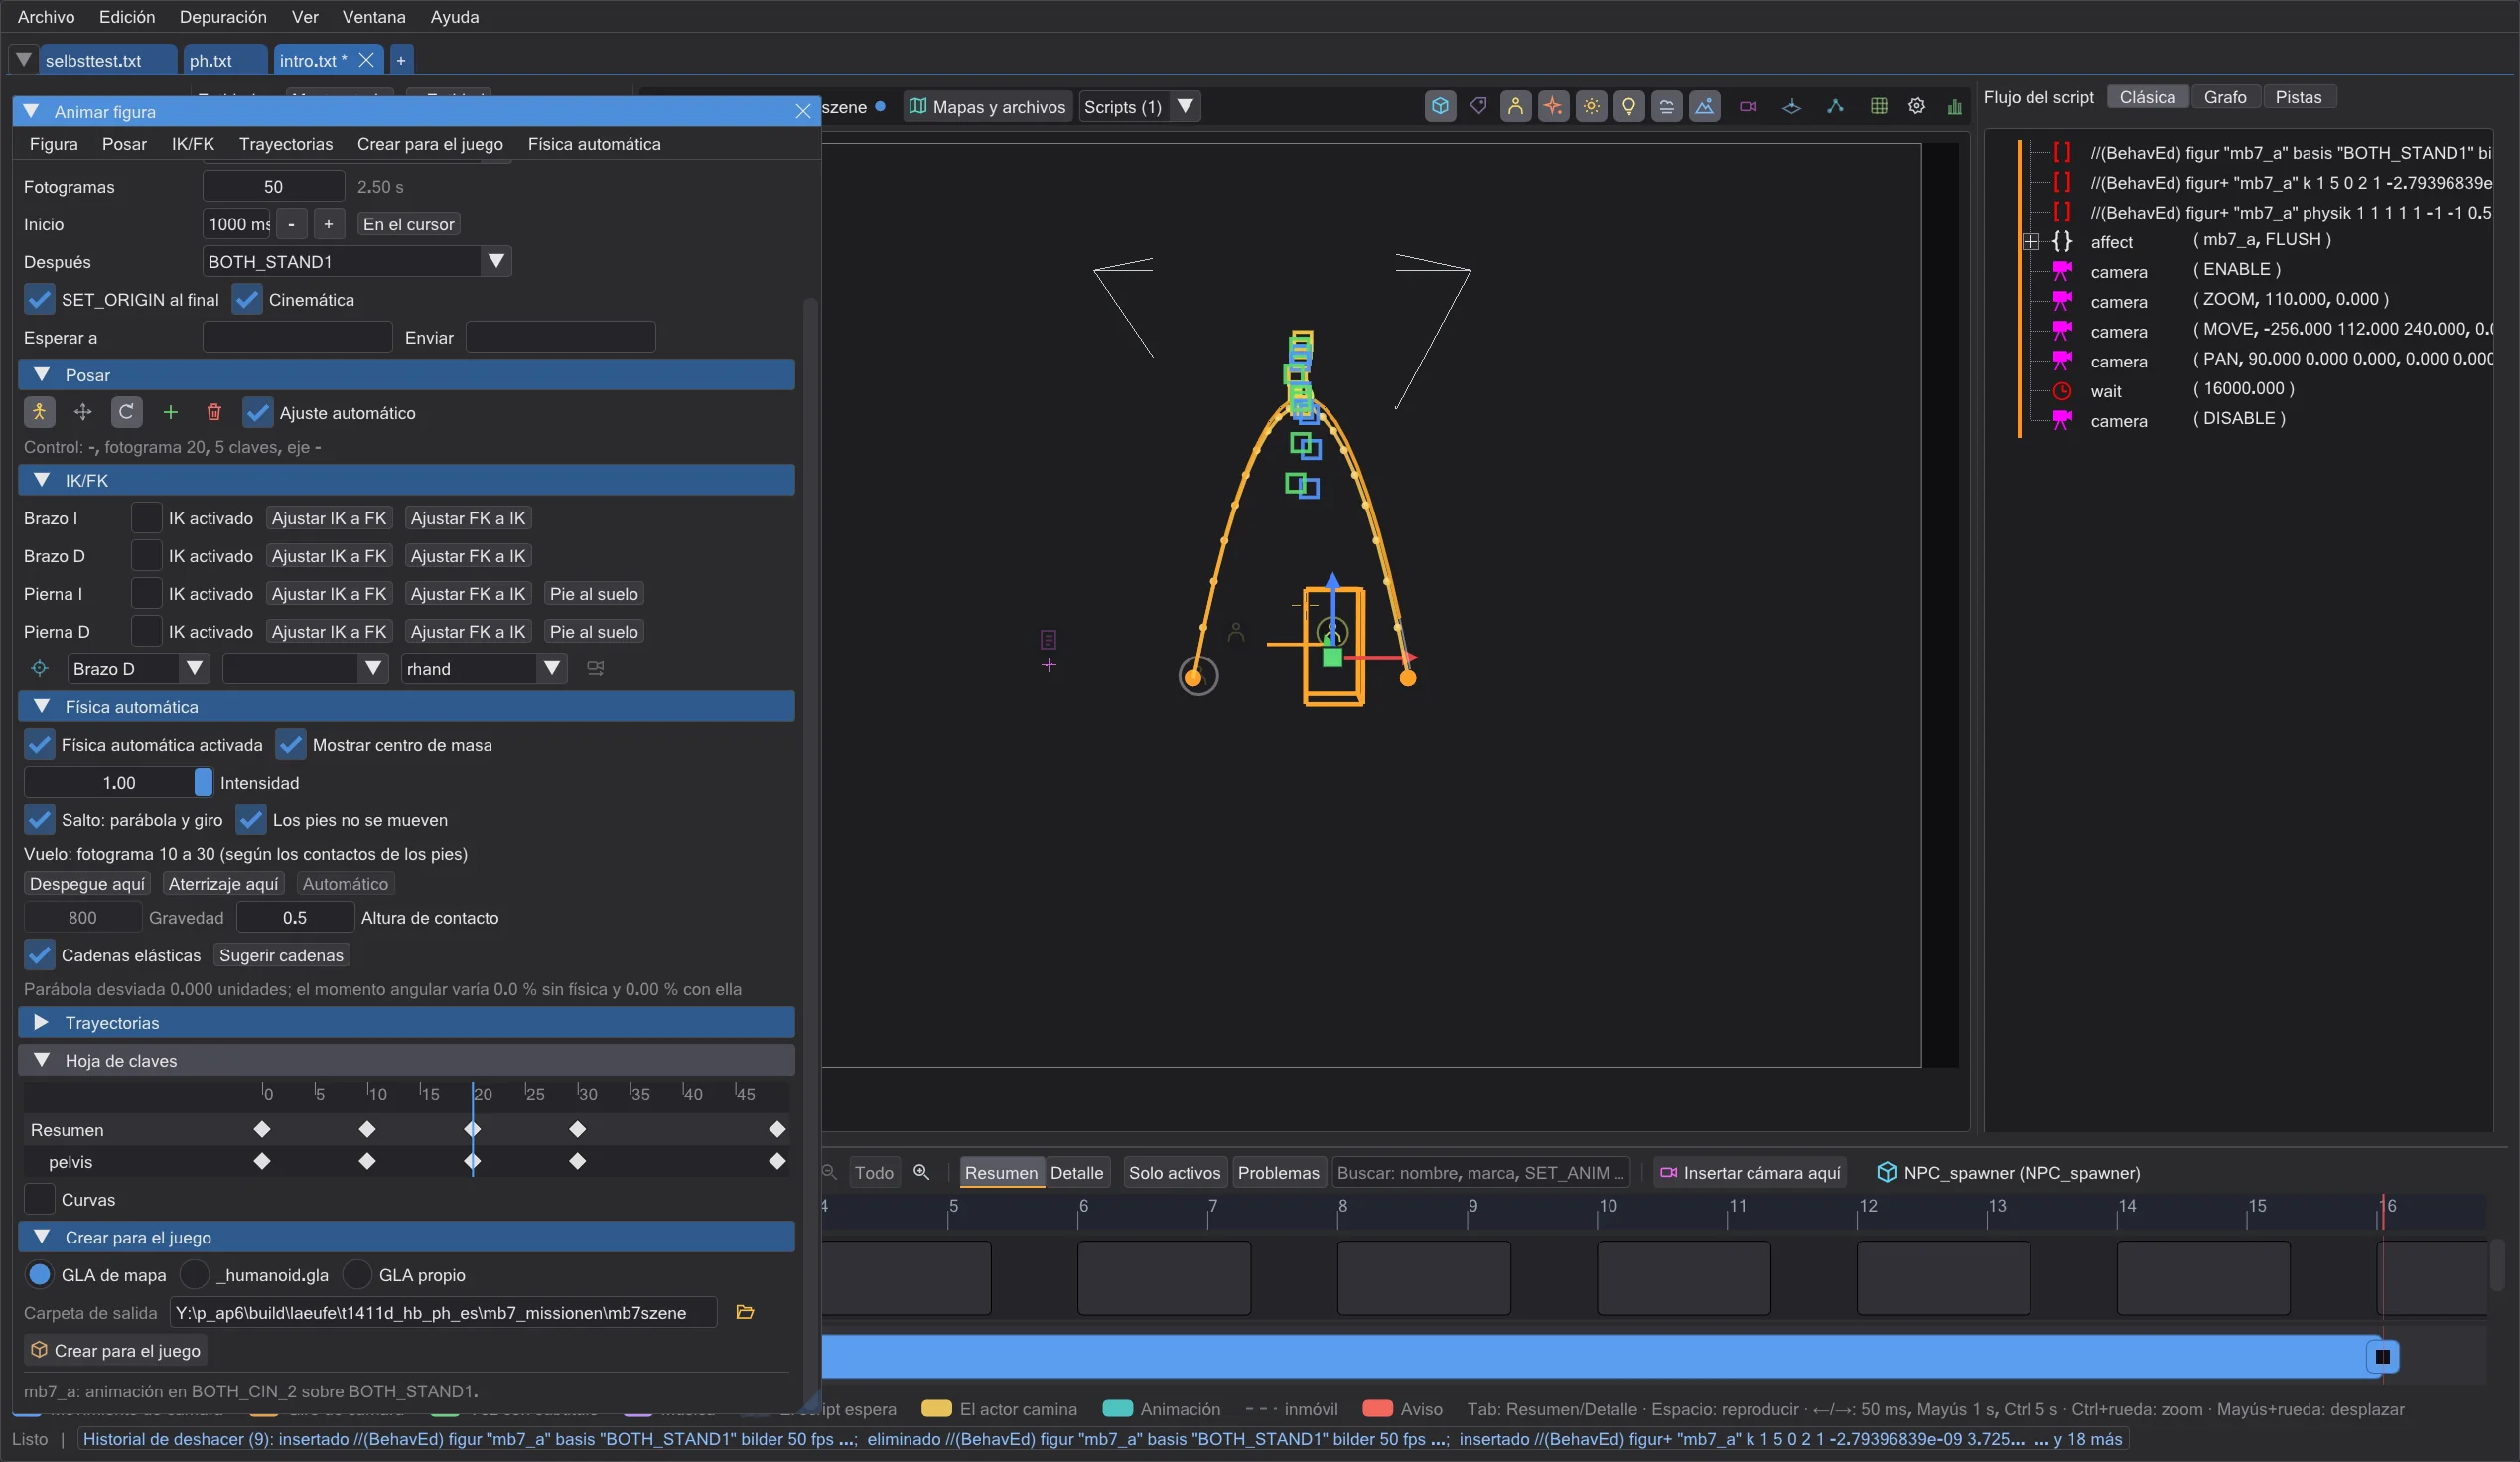 Archivo Edición Depuración Ver Ventana Ayuda
selbsttest.txt ph.txt intro.txt * +
Animar figura
szene Mapas y archivos Scripts (1)
Flujo del script Clásica Grafo Pistas
Figura Posar IK/FK Trayectorias Crear para el juego Física automática
Fotogramas 50 2.50 s
Inicio 1000 ms - + En el cursor
Después BOTH_STAND1
SET_ORIGIN al final Cinemática
Esperar a Enviar
Posar
Ajuste automático
Control: -, fotograma 20, 5 claves, eje -
IK/FK
Brazo I IK activado Ajustar IK a FK Ajustar FK a IK
Brazo D IK activado Ajustar IK a FK Ajustar FK a IK
Pierna I IK activado Ajustar IK a FK Ajustar FK a IK Pie al suelo
Pierna D IK activado Ajustar IK a FK Ajustar FK a IK Pie al suelo
Brazo D rhand
Física automática
Física automática activada Mostrar centro de masa
1.00 Intensidad
Salto: parábola y giro Los pies no se mueven
Vuelo: fotograma 10 a 30 (según los contactos de los pies)
Despegue aquí Aterrizaje aquí Automático
800 Gravedad 0.5 Altura de contacto
Cadenas elásticas Sugerir cadenas
Parábola desviada 0.000 unidades; el momento angular varía 0.0 % sin física y 0.00 % con ella
Trayectorias
Hoja de claves
0 5 10 15 20 25 30 35 40 45
Resumen
pelvis
Curvas
Crear para el juego
GLA de mapa _humanoid.gla GLA propio
Carpeta de salida Y:\p_ap6\build\laeufe\t1411d_hb_ph_es\mb7_missionen\mb7szene
Crear para el juego
mb7_a: animación en BOTH_CIN_2 sobre BOTH_STAND1.
//(BehavEd) figur "mb7_a" basis "BOTH_STAND1" bi
//(BehavEd) figur+ "mb7_a" k 1 5 0 2 1 -2.79396839e
//(BehavEd) figur+ "mb7_a" physik 1 1 1 1 1 -1 -1 0.5
affect ( mb7_a, FLUSH )
camera ( ENABLE )
camera ( ZOOM, 110.000, 0.000 )
camera ( MOVE, -256.000 112.000 240.000, 0.0
camera ( PAN, 90.000 0.000 0.000, 0.000 0.000
wait ( 16000.000 )
camera ( DISABLE )
Todo Resumen Detalle Solo activos Problemas Buscar: nombre, marca, SET_ANIM ... Insertar cámara aquí NPC_spawner (NPC_spawner)
4 5 6 7 8 9 10 11 12 13 14 15 16
script espera El actor camina Animación inmóvil Aviso Tab: Resumen/Detalle · Espacio: reproducir · ←/→: 50 ms, Mayús 1 s, Ctrl 5 s · Ctrl+rueda: zoom · Mayús+rueda: desplazar
Listo | Historial de deshacer (9): insertado //(BehavEd) figur "mb7_a" basis "BOTH_STAND1" bilder 50 fps ...; eliminado //(BehavEd) figur "mb7_a" basis "BOTH_STAND1" bilder 50 fps ...; insertado //(BehavEd) figur+ "mb7_a" k 1 5 0 2 1 -2.79396839e-09 3.725... ... y 18 más